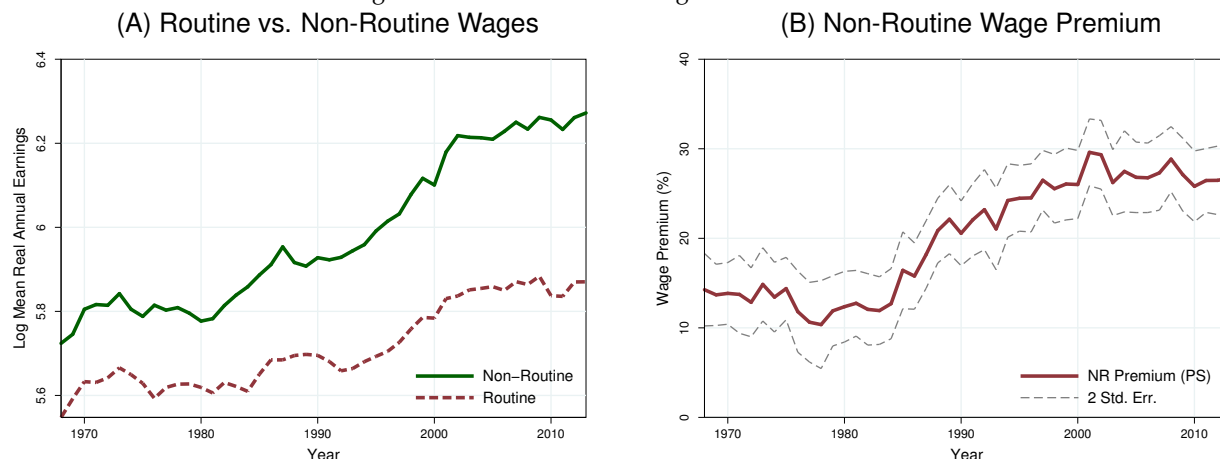 (A) Routine vs. Non-Routine Wages
Log Mean Real Annual Earnings
6.4
6.2
6
5.8
5.6
Non−Routine
Routine
1970 1980 1990 2000 2010
Year
(B) Non-Routine Wage Premium
Wage Premium (%)
40
30
20
10
0
NR Premium (PS)
2 Std. Err.
1970 1980 1990 2000 2010
Year